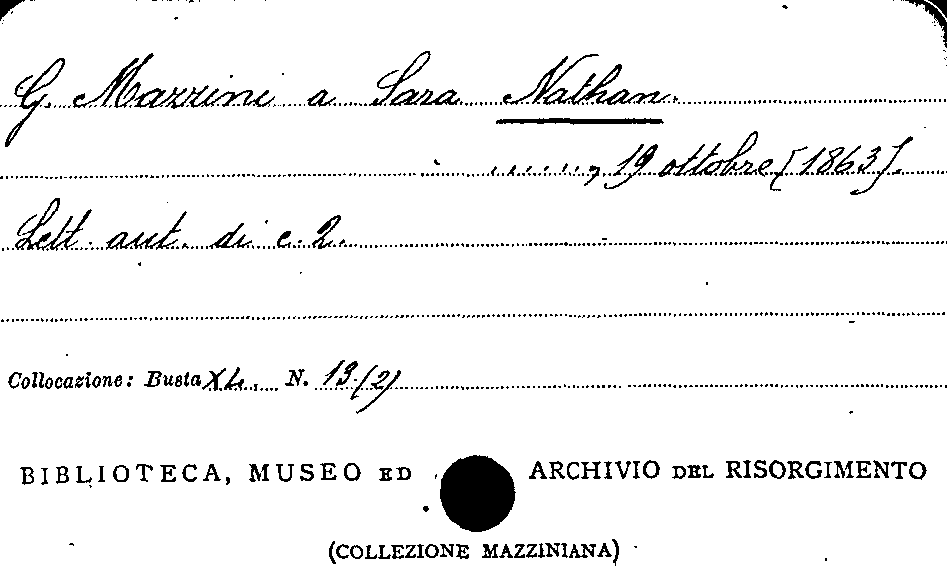 G. Mazzini a Sara Nathan.
......., 19 ottobre [1863].
Lett. aut. di c. 2.
Collocazione: Busta XL. N. 13/(2)
BIBLIOTECA, MUSEO ED ARCHIVIO DEL RISORGIMENTO
(COLLEZIONE MAZZINIANA)